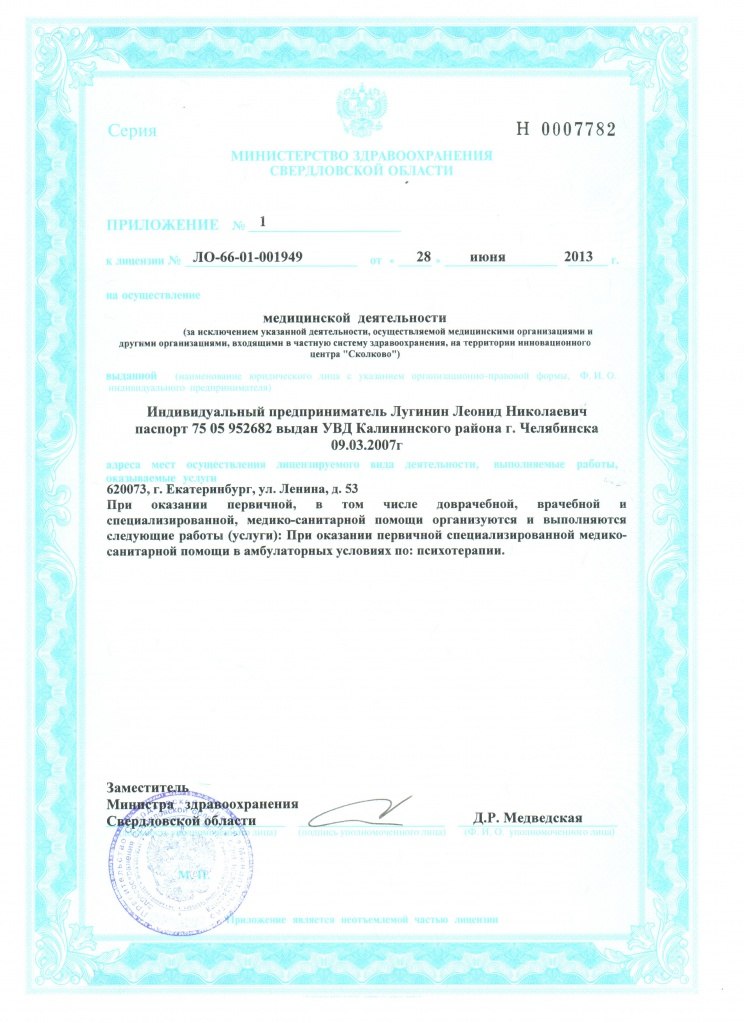 Серия
Н 0007782
МИНИСТЕРСТВО ЗДРАВООХРАНЕНИЯ
СВЕРДЛОВСКОЙ ОБЛАСТИ
ПРИЛОЖЕНИЕ № 1
к лицензии № ЛО-66-01-001949 от « 28 » июня 2013 г.
на осуществление
медицинской деятельности
(за исключением указанной деятельности, осуществляемой медицинскими организациями и
другими организациями, входящими в частную систему здравоохранения, на территории инновационного
центра "Сколково")
выданной (наименование юридического лица с указанием организационно-правовой формы, Ф.И.О.
индивидуального предпринимателя)
Индивидуальный предприниматель Лугинин Леонид Николаевич
паспорт 75 05 952682 выдан УВД Калининского района г. Челябинска
09.03.2007г
адреса мест осуществления лицензируемого вида деятельности, выполняемые работы,
оказываемые услуги
620073, г. Екатеринбург, ул. Ленина, д. 53
При оказании первичной, в том числе доврачебной, врачебной и
специализированной, медико-санитарной помощи организуются и выполняются
следующие работы (услуги): При оказании первичной специализированной медико-
санитарной помощи в амбулаторных условиях по: психотерапии.
Заместитель
Министра здравоохранения
Свердловской области
Д.Р. Медведская
(подпись уполномоченного лица)
(Ф.И.О. уполномоченного лица)
М.П.
Приложение является неотъемлемой частью лицензии